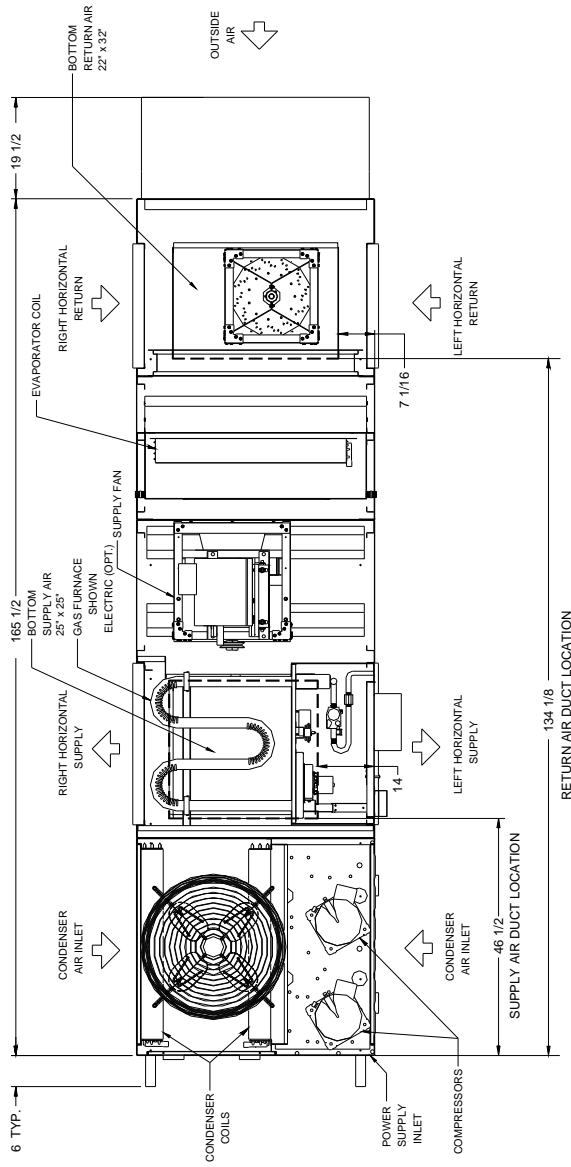 6 TYP.
165 1/2
19 1/2
CONDENSER
AIR INLET
RIGHT HORIZONTAL
SUPPLY
BOTTOM
SUPPLY AIR
25" x 25"
GAS FURNACE
SHOWN
ELECTRIC (OPT.)
SUPPLY FAN
EVAPORATOR COIL
RIGHT HORIZONTAL
RETURN
BOTTOM
RETURN AIR
22" x 32"
OUTSIDE
AIR
CONDENSER
COILS
POWER
SUPPLY
INLET
COMPRESSORS
CONDENSER
AIR INLET
14
LEFT HORIZONTAL
SUPPLY
7 1/16
LEFT HORIZONTAL
RETURN
46 1/2
SUPPLY AIR DUCT LOCATION
134 1/8
RETURN AIR DUCT LOCATION